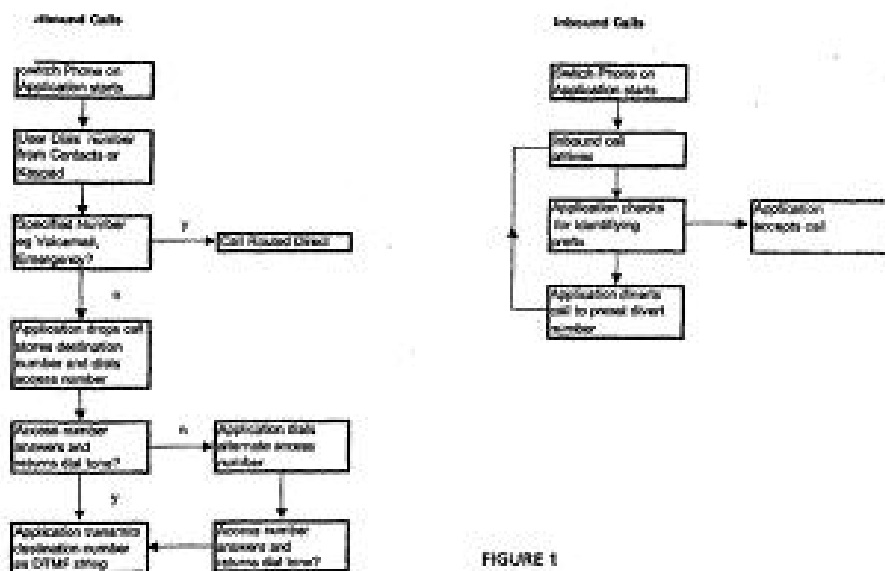 Calls
Switch Phone on
Application starts
User Dials number
from Contacts or
Keypad
Specified Number
eg Voicemail,
Emergency?
y
Call Routed Direct
n
Application drops call
stores destination
number and dials
access number
Access number
answers and
returns dial tone?
n
Application dials
alternate access
number
y
Application transmits
destination number
as DTMF string
Access number
answers and
returns dial tone?
Inbound Calls
Switch Phone on
Application starts
Inbound call
arrives
Application checks
for identifying
prefix
Application
accepts call
Application diverts
call to preset divert
number
FIGURE 1